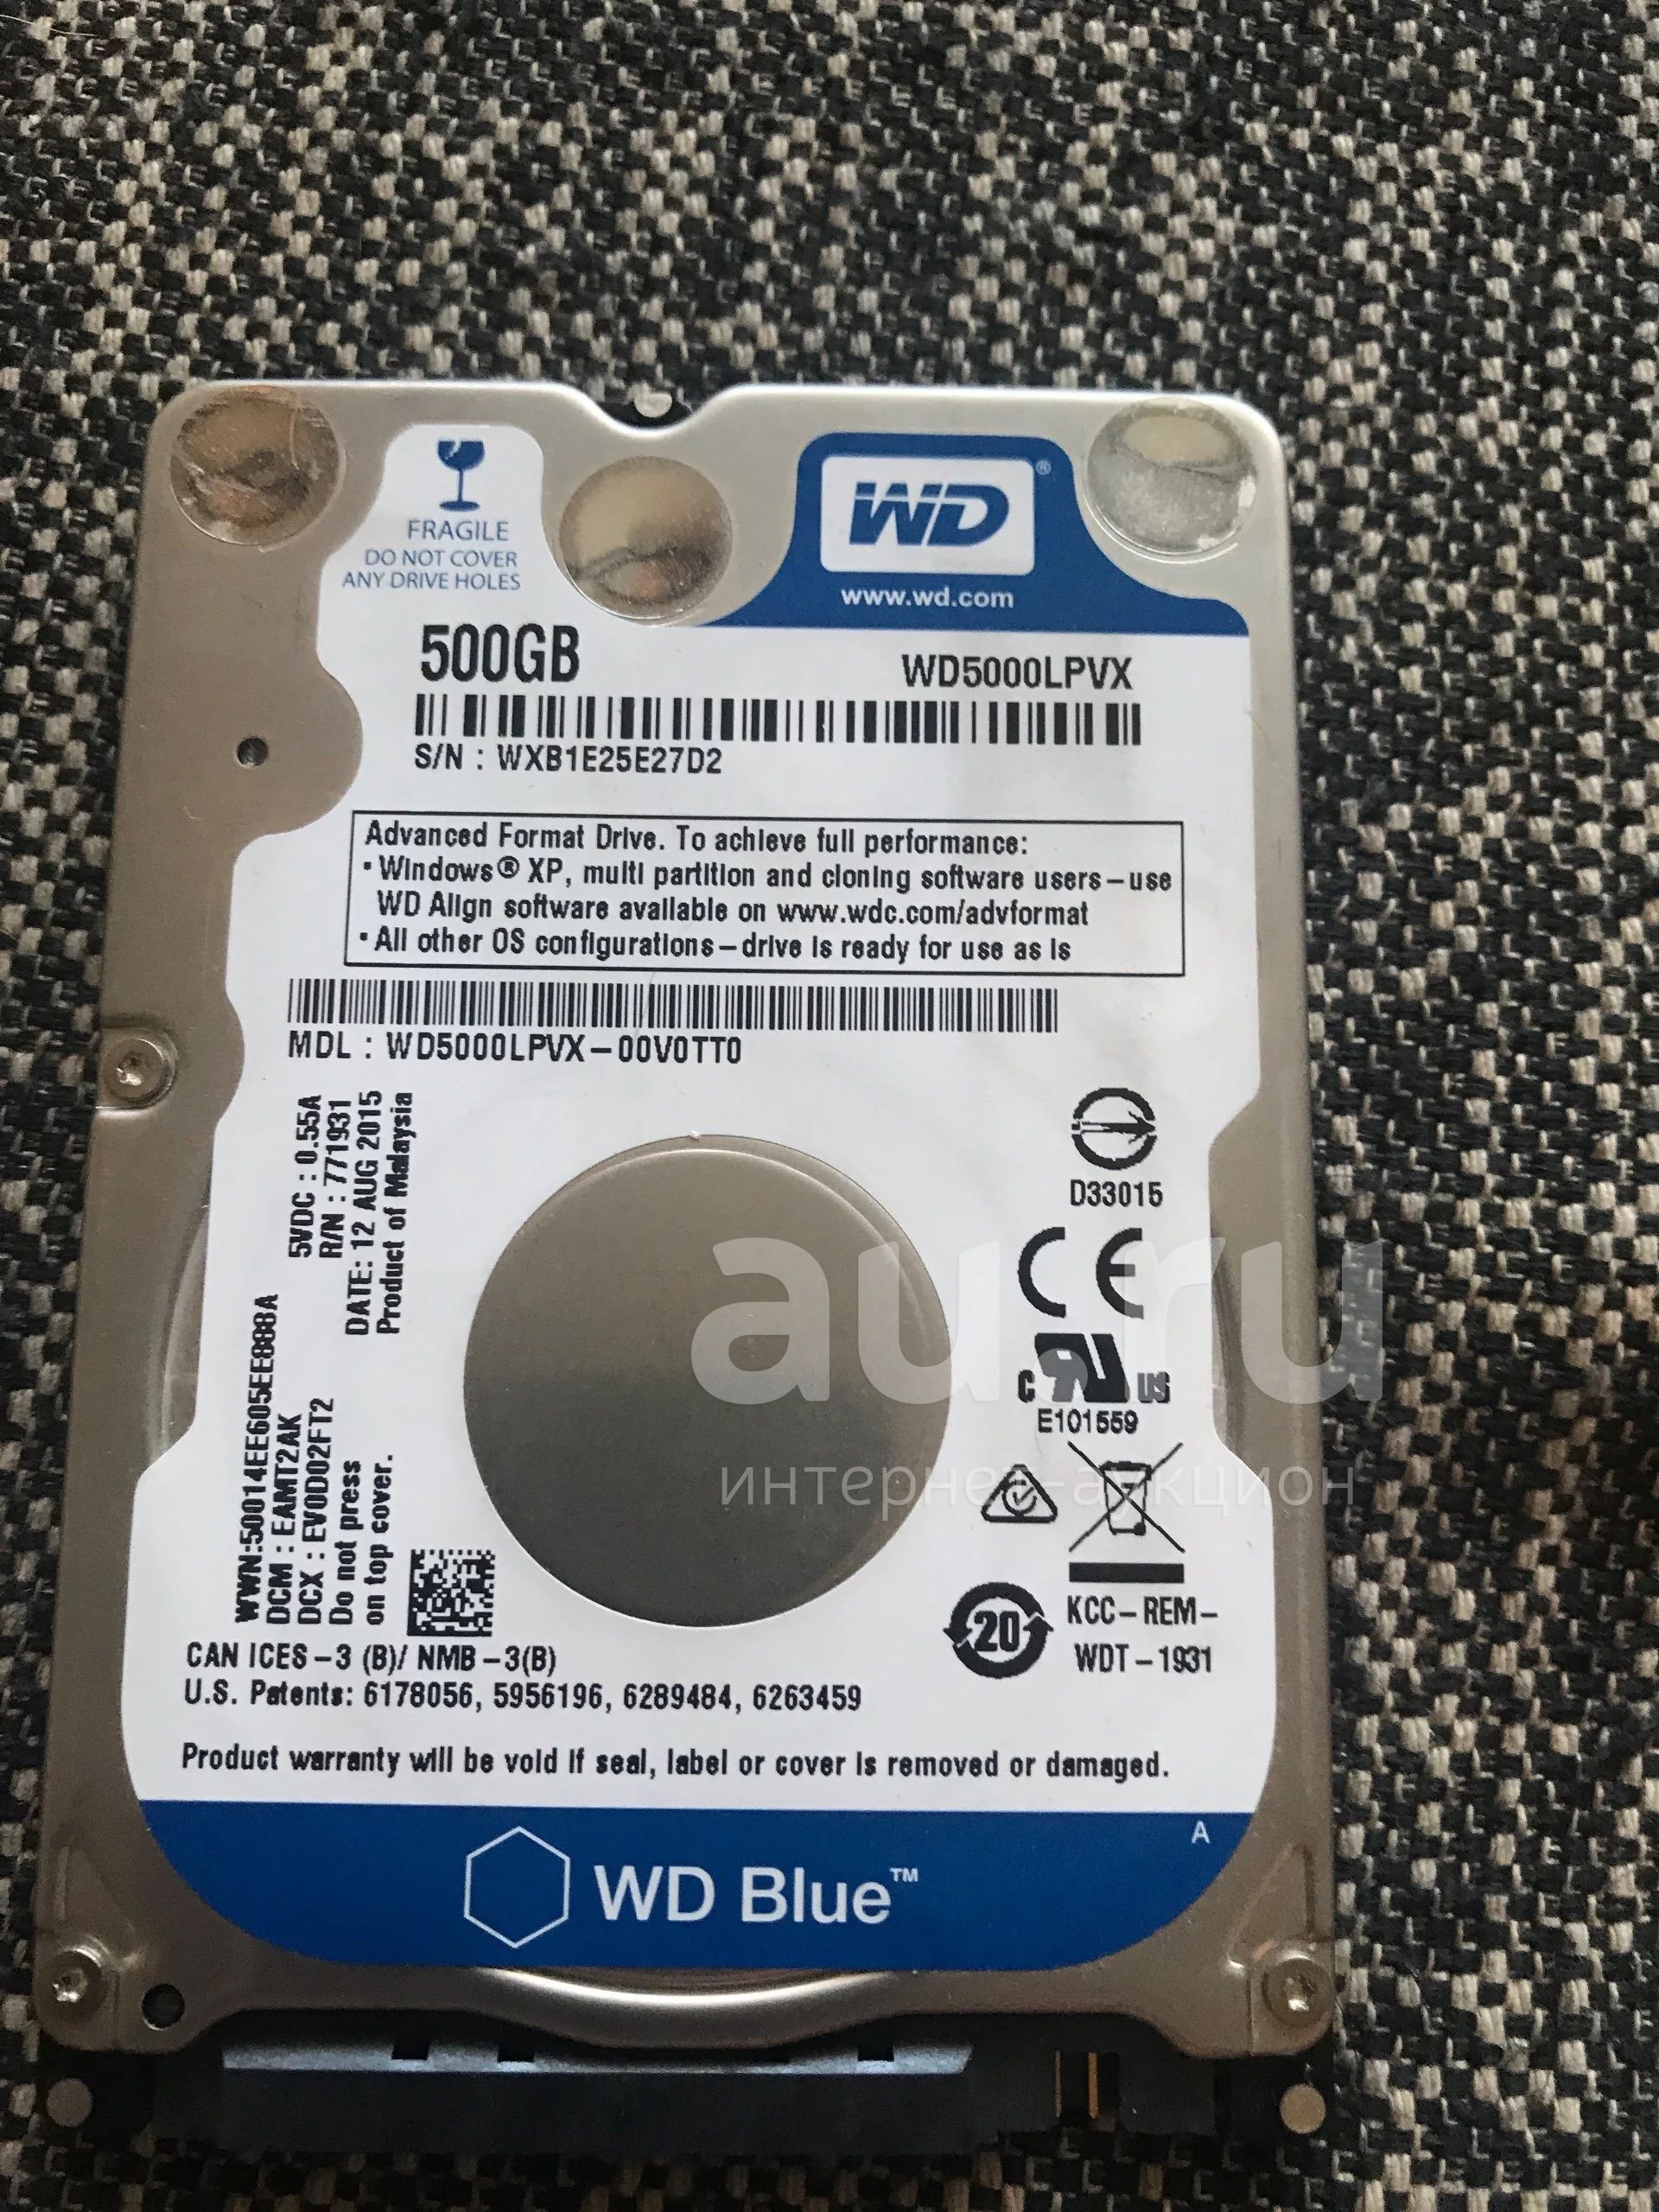 FRAGILE
DO NOT COVER
ANY DRIVE HOLES
WD®
www.wd.com
500GB
WD5000LPVX
S/N : WXB1E25E27D2
Advanced Format Drive. To achieve full performance:
▪ Windows® XP, multi partition and cloning software users – use
WD Align software available on www.wdc.com/advformat
▪ All other OS configurations – drive is ready for use as is
MDL : WD5000LPVX – 00V0TT0
5VDC : 0.55A
R/N : 771931
DATE: 12 AUG 2015
Product of Malaysia
WWN:50014EE605EE888A
DCM : EAMT2AK
DCX : EV0D02FT2
Do not press
on top cover.
D33015
CE
c RU US
E101559
20
KCC – REM –
WDT – 1931
CAN ICES – 3 (B)/ NMB – 3(B)
U.S. Patents: 6178056, 5956196, 6289484, 6263459
Product warranty will be void if seal, label or cover is removed or damaged.
A
WD Blue™
au.ru
интернет-аукцион